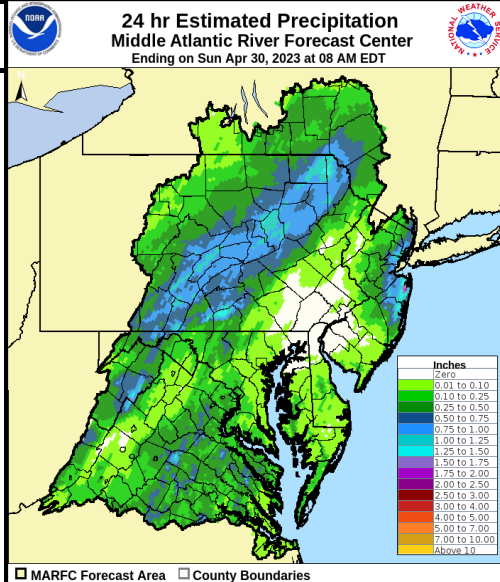 NOAA
24 hr Estimated Precipitation
Middle Atlantic River Forecast Center
Ending on Sun Apr 30, 2023 at 08 AM EDT
NATIONAL WEATHER SERVICE
N
Inches
Zero
0.01 to 0.10
0.10 to 0.25
0.25 to 0.50
0.50 to 0.75
0.75 to 1.00
1.00 to 1.25
1.25 to 1.50
1.50 to 1.75
1.75 to 2.00
2.00 to 2.50
2.50 to 3.00
3.00 to 4.00
4.00 to 5.00
5.00 to 7.00
7.00 to 10.00
Above 10
MARFC Forecast Area County Boundaries